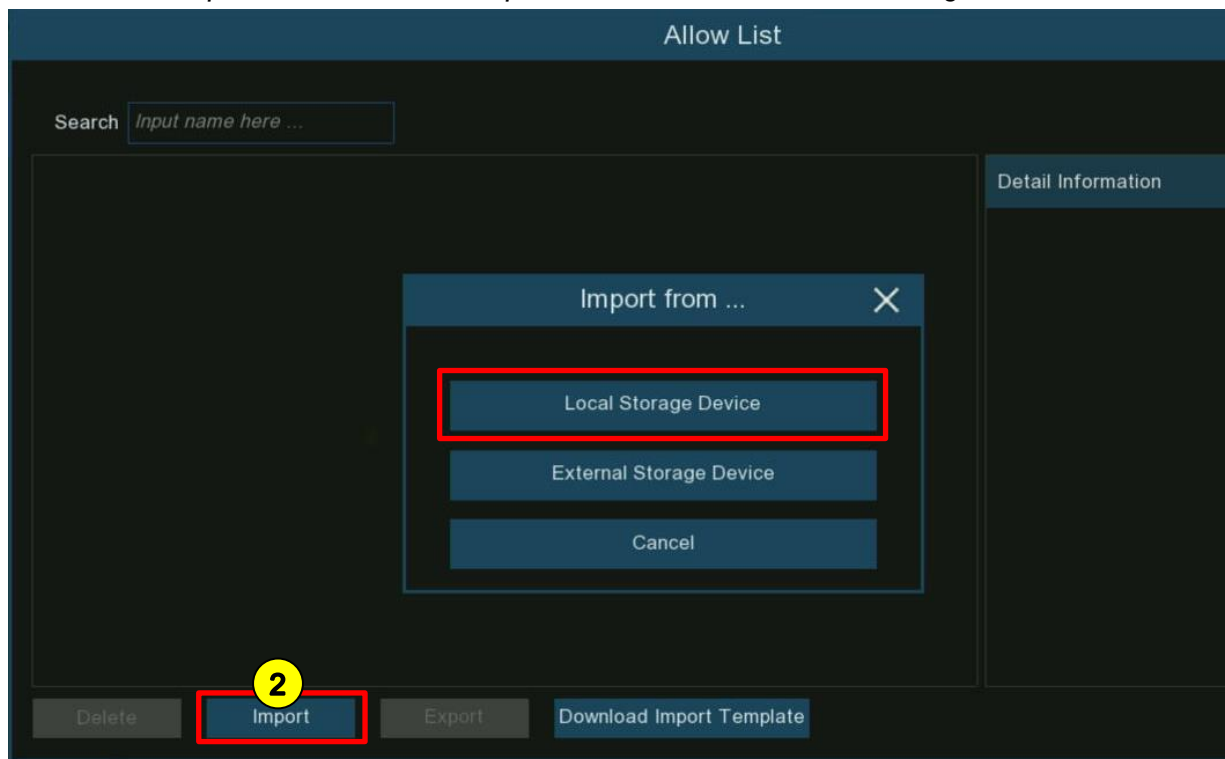 Allow List
Search Input name here ...
Detail Information
Import from ...
Local Storage Device
External Storage Device
Cancel
2
Delete Import Export Download Import Template